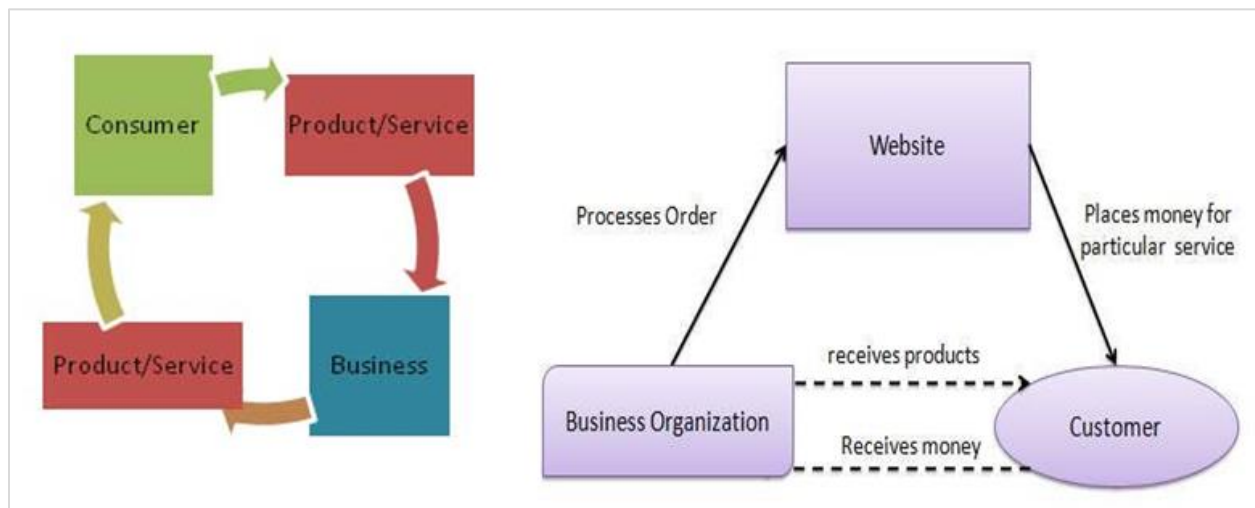 Consumer
Product/Service
Business
Product/Service
Website
Processes Order
Places money for
particular service
receives products
Business Organization
Receives money
Customer